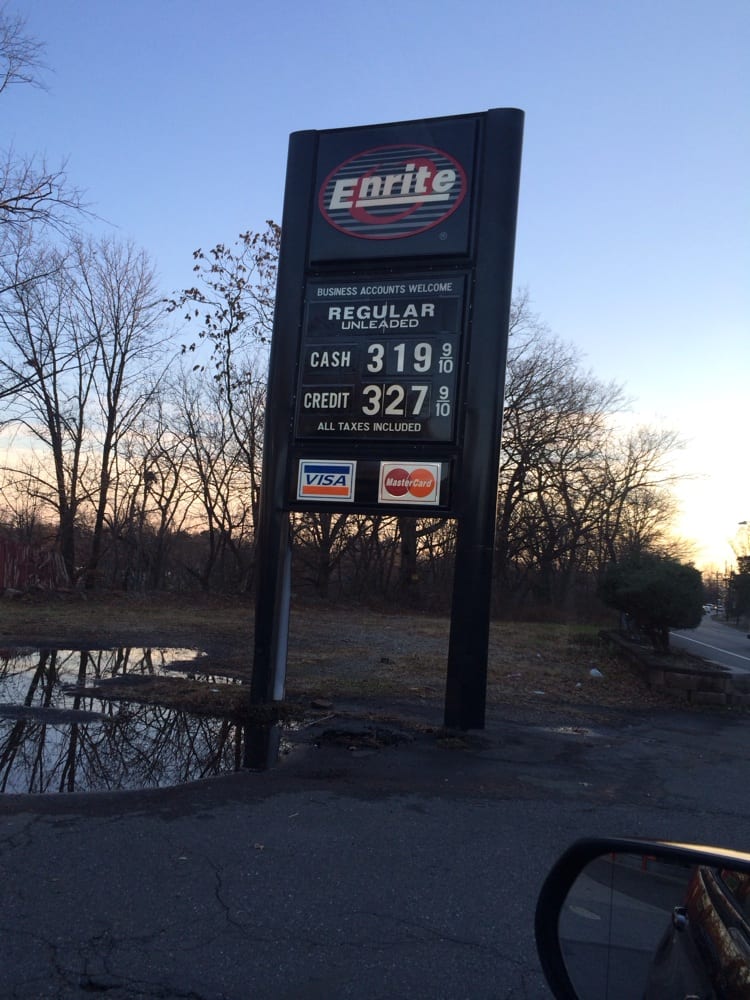 Enrite
®
BUSINESS ACCOUNTS WELCOME
REGULAR
UNLEADED
CASH 319 9/10
CREDIT 327 9/10
ALL TAXES INCLUDED
VISA MasterCard